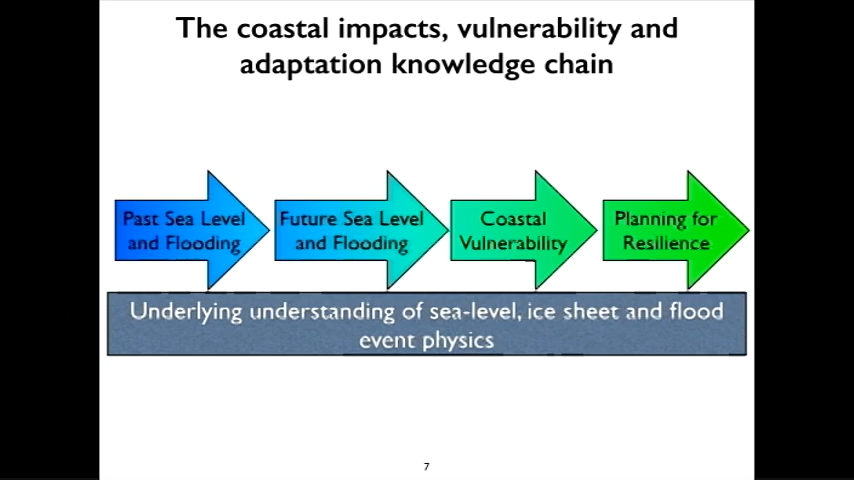 The coastal impacts, vulnerability and
adaptation knowledge chain
Past Sea Level
and Flooding
Future Sea Level
and Flooding
Coastal
Vulnerability
Planning for
Resilience
Underlying understanding of sea-level, ice sheet and flood
event physics
7